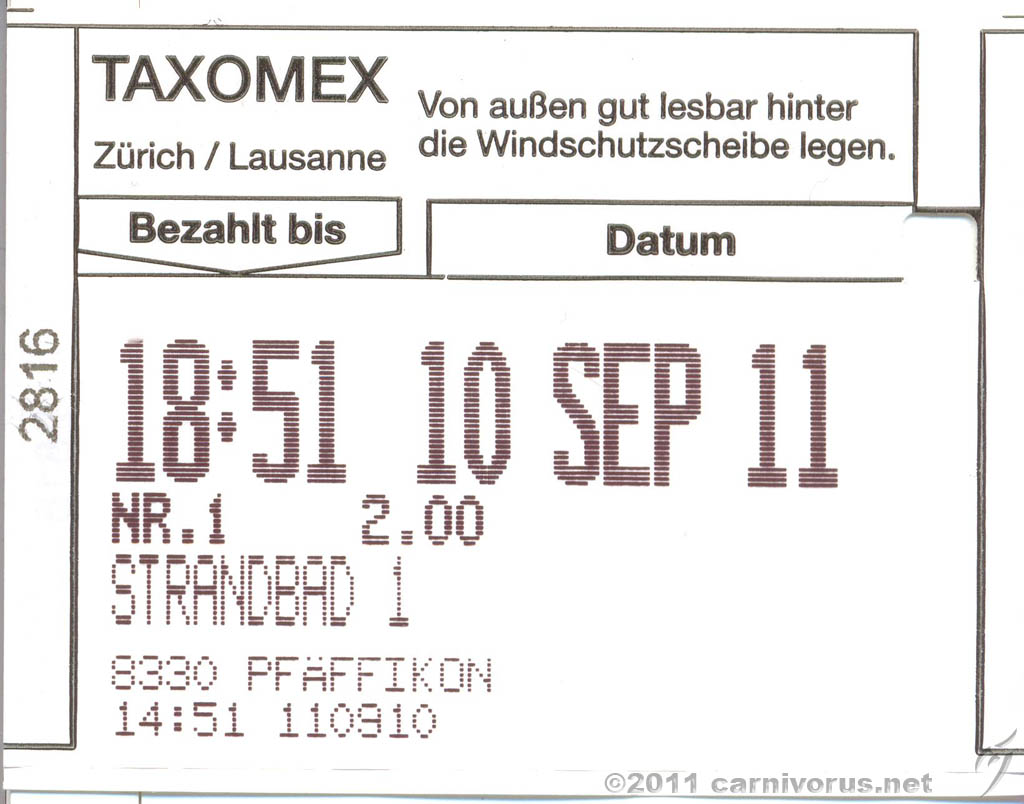 TAXOMEX
Zürich / Lausanne
Von außen gut lesbar hinter
die Windschutzscheibe legen.
Bezahlt bis
Datum
2816
18:51 10 SEP 11
NR.1 2.00
STRANDBAD 1
8330 PFÄFFIKON
14:51 110910
©2011 carnivorus.net